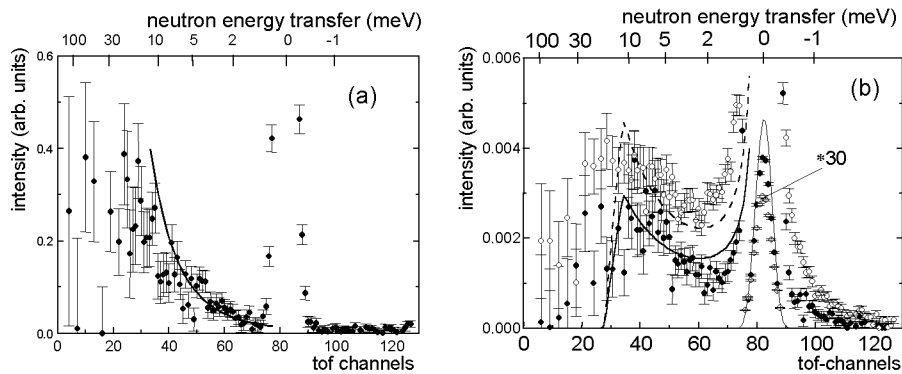 neutron energy transfer (meV)
100 30 10 5 2 0 -1
0.6
0.4
0.2
0.0
intensity (arb. units)
(a)
0 20 40 60 80 100 120
tof channels
neutron energy transfer (meV)
100 30 10 5 2 0 -1
0.006
0.004
0.002
0.000
intensity (arb. units)
(b)
*30
0 20 40 60 80 100 120
tof-channels